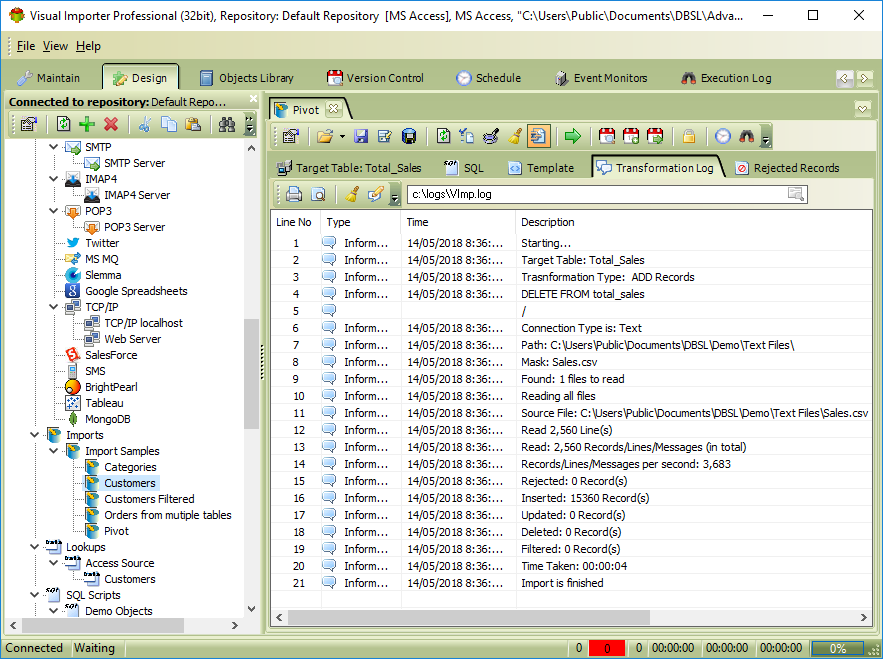 Visual Importer Professional (32bit), Repository: Default Repository [MS Access], MS Access, "C:\Users\Public\Documents\DBSL\Adva...
File View Help
Maintain Design Objects Library Version Control Schedule Event Monitors Execution Log
Connected to repository: Default Repo...
SMTP
SMTP Server
IMAP4
IMAP4 Server
POP3
POP3 Server
Twitter
MS MQ
Slemma
Google Spreadsheets
TCP/IP
TCP/IP localhost
Web Server
SalesForce
SMS
BrightPearl
Tableau
MongoDB
Imports
Import Samples
Categories
Customers
Customers Filtered
Orders from mutiple tables
Pivot
Lookups
Access Source
Customers
SQL Scripts
Demo Objects
Pivot
Target Table: Total_Sales SQL Template Transformation Log Rejected Records
c:\logs\VImp.log
Line No Type Time Description
1 Inform... 14/05/2018 8:36:... Starting...
2 Inform... 14/05/2018 8:36:... Target Table: Total_Sales
3 Inform... 14/05/2018 8:36:... Trasnformation Type: ADD Records
4 Inform... 14/05/2018 8:36:... DELETE FROM total_sales
5 /
6 Inform... 14/05/2018 8:36:... Connection Type is: Text
7 Inform... 14/05/2018 8:36:... Path: C:\Users\Public\Documents\DBSL\Demo\Text Files\
8 Inform... 14/05/2018 8:36:... Mask: Sales.csv
9 Inform... 14/05/2018 8:36:... Found: 1 files to read
10 Inform... 14/05/2018 8:36:... Reading all files
11 Inform... 14/05/2018 8:36:... Source File: C:\Users\Public\Documents\DBSL\Demo\Text Files\Sales.csv
12 Inform... 14/05/2018 8:36:... Read 2,560 Line(s)
13 Inform... 14/05/2018 8:36:... Read: 2,560 Records/Lines/Messages (in total)
14 Inform... 14/05/2018 8:36:... Records/Lines/Messages per second: 3,683
15 Inform... 14/05/2018 8:36:... Rejected: 0 Record(s)
16 Inform... 14/05/2018 8:36:... Inserted: 15360 Record(s)
17 Inform... 14/05/2018 8:36:... Updated: 0 Record(s)
18 Inform... 14/05/2018 8:36:... Deleted: 0 Record(s)
19 Inform... 14/05/2018 8:36:... Filtered: 0 Record(s)
20 Inform... 14/05/2018 8:36:... Time Taken: 00:00:04
21 Inform... 14/05/2018 8:36:... Import is finished
Connected Waiting 0 0 0 00:00:00 00:00:00 00:00:00 0%